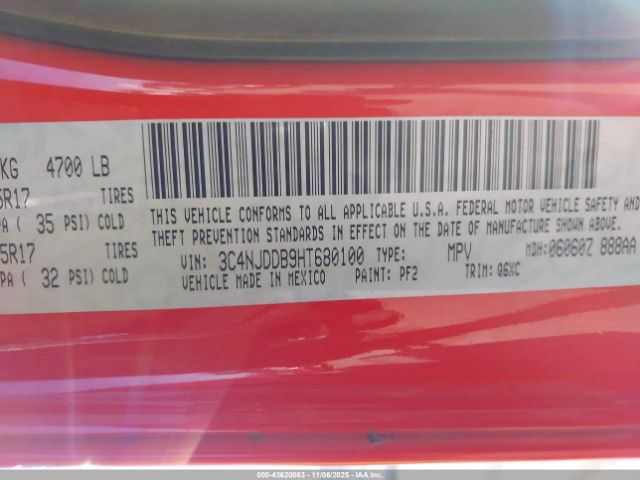 KG 4700 LB
5R17 TIRES
PA ( 35 PSI) COLD
5R17 TIRES
PA ( 32 PSI) COLD
THIS VEHICLE CONFORMS TO ALL APPLICABLE U.S.A. FEDERAL MOTOR VEHICLE SAFETY AND
THEFT PREVENTION STANDARDS IN EFFECT ON THE DATE OF MANUFACTURE SHOWN ABOVE.
VIN: 3C4NJDDB9HT680100 TYPE: MPV MDH: 060607 888AA
VEHICLE MADE IN MEXICO PAINT: PF2 TRIM: Q6XC
000-43620063 | 11/06/2025 - IAAI.COM